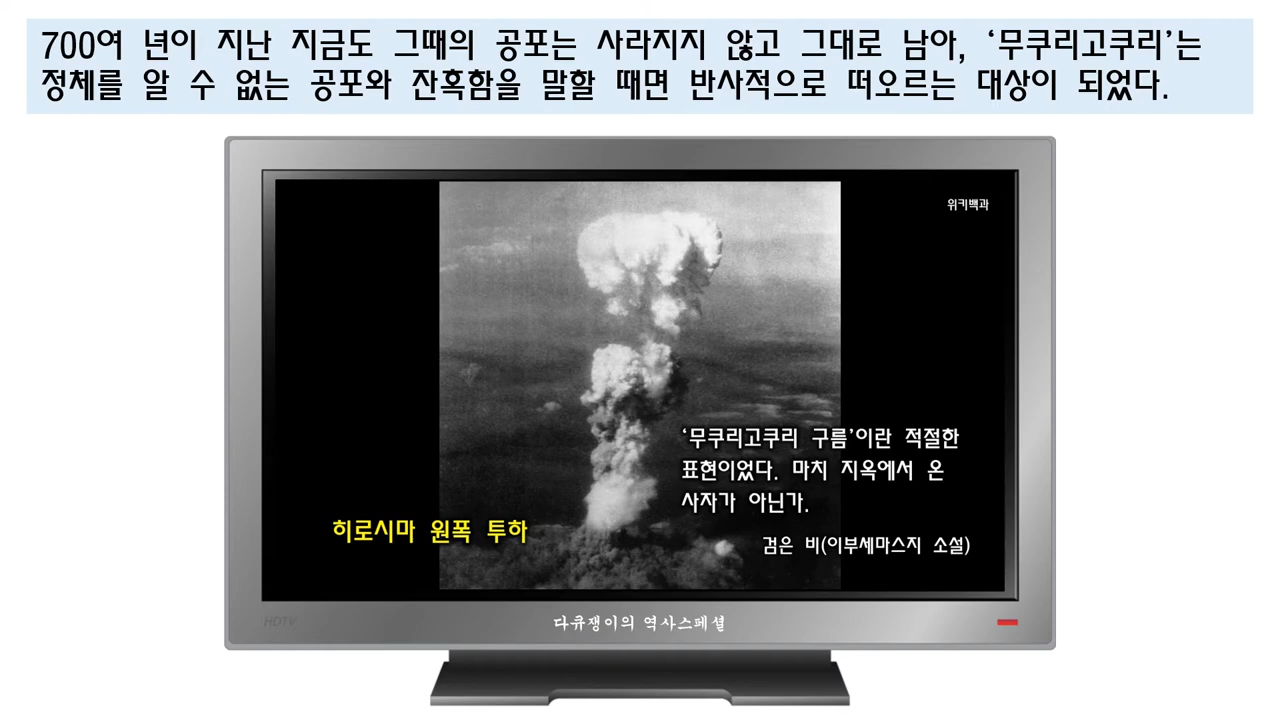 700여 년이 지난 지금도 그때의 공포는 사라지지 않고 그대로 남아, ‘무쿠리고쿠리’는
정체를 알 수 없는 공포와 잔혹함을 말할 때면 반사적으로 떠오르는 대상이 되었다.
위키백과
‘무쿠리고쿠리 구름’이란 적절한
표현이었다. 마치 지옥에서 온
사자가 아닌가.
히로시마 원폭 투하
검은 비(이부세마스지 소설)
HDTV
다큐쟁이의 역사스페셜